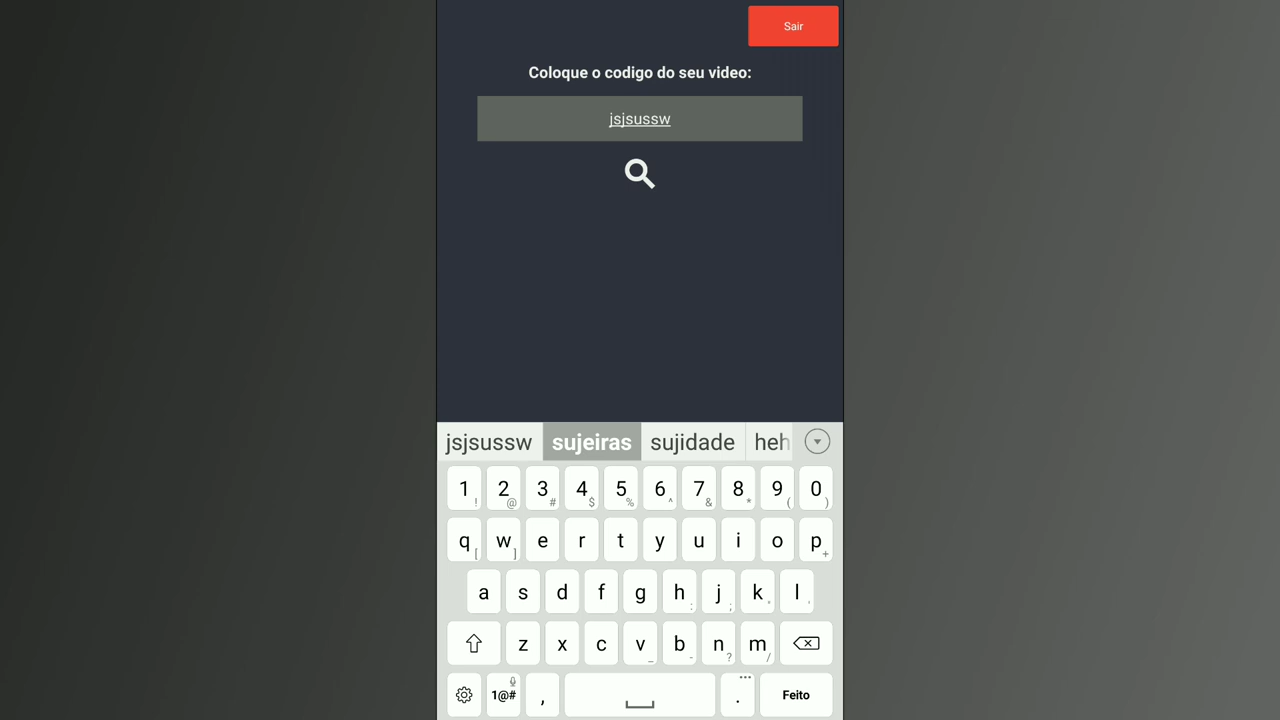 Sair
Coloque o codigo do seu video:
jsjsussw
jsjsussw sujeiras sujidade heh
1 ! 2 @ 3 # 4 $ 5 % 6 ^ 7 & 8 * 9 ( 0 )
q [ w ] e r t y u i o p +
a s d f g h : j ; k ' l
z x c v _ b - n ? m /
1@# , . ... Feito